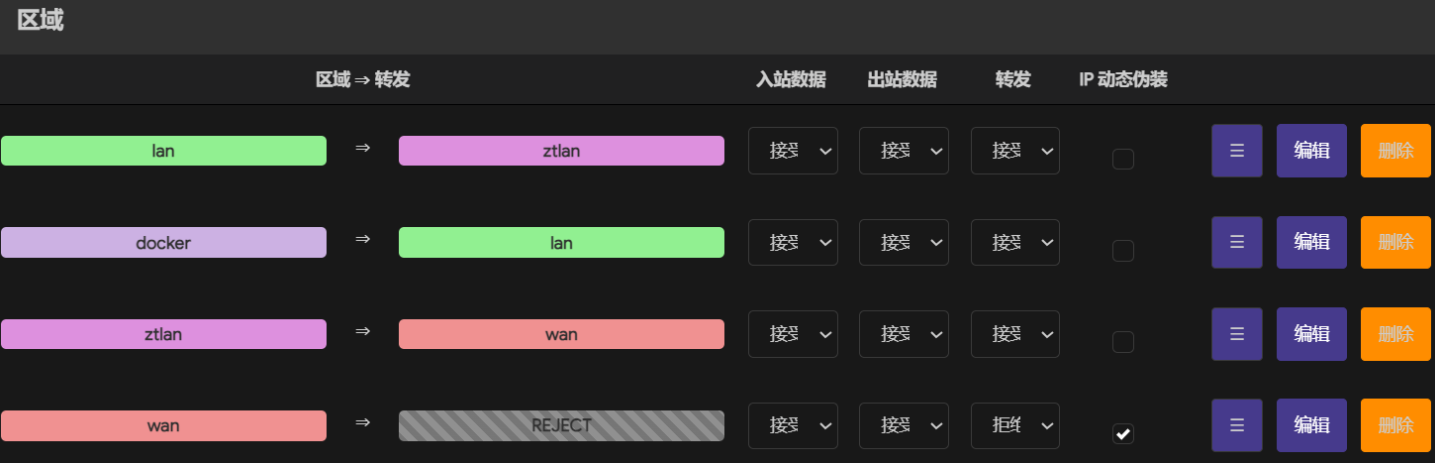 区域
区域 ⇒ 转发 入站数据 出站数据 转发 IP 动态伪装
lan ⇒ ztlan 接受 接受 接受 ☰ 编辑 删除
docker ⇒ lan 接受 接受 接受 ☰ 编辑 删除
ztlan ⇒ wan 接受 接受 接受 ☰ 编辑 删除
wan ⇒ REJECT 接受 接受 拒绝 ☰ 编辑 删除